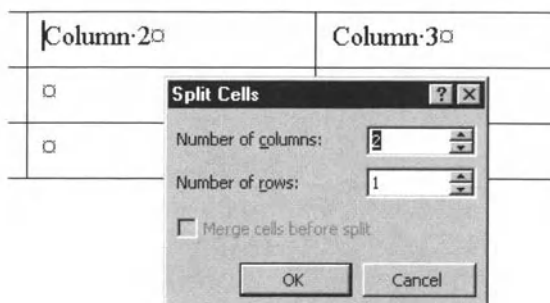 Column·2¤ Column·3¤
¤
¤
Split Cells ? ×
Number of columns: 2
Number of rows: 1
Merge cells before split
OK Cancel